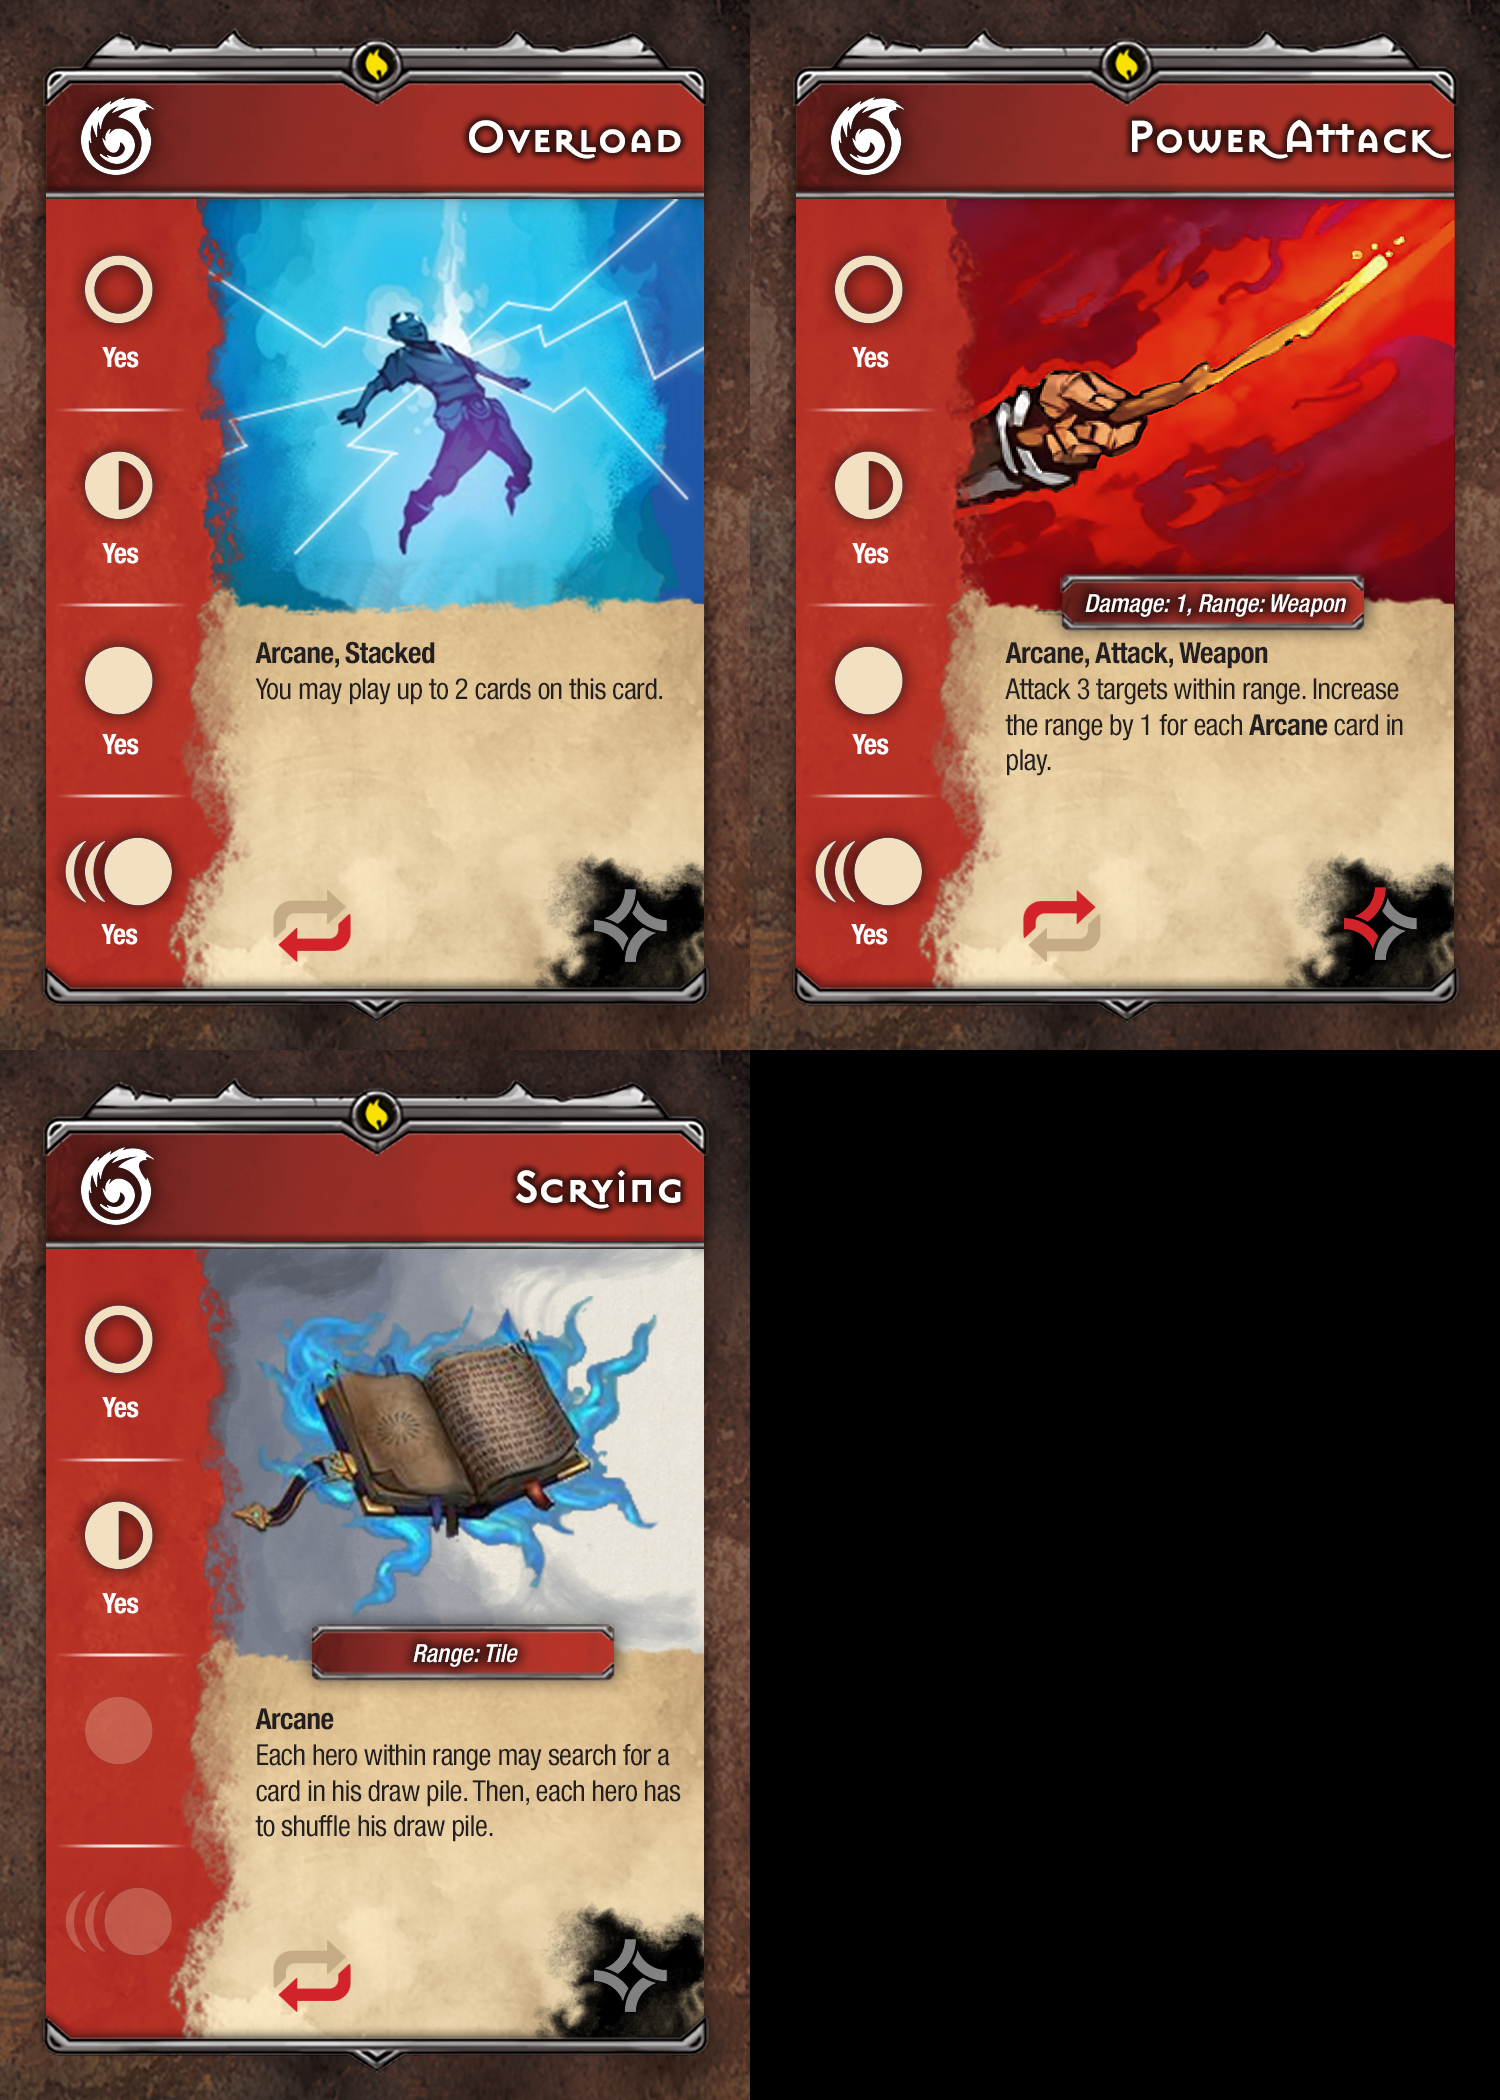 Overload
Yes
Yes
Yes
Yes
Arcane, Stacked
You may play up to 2 cards on this card.
Power Attack
Yes
Yes
Yes
Yes
Damage: 1, Range: Weapon
Arcane, Attack, Weapon
Attack 3 targets within range. Increase
the range by 1 for each Arcane card in
play.
Scrying
Yes
Yes
Range: Tile
Arcane
Each hero within range may search for a
card in his draw pile. Then, each hero has
to shuffle his draw pile.